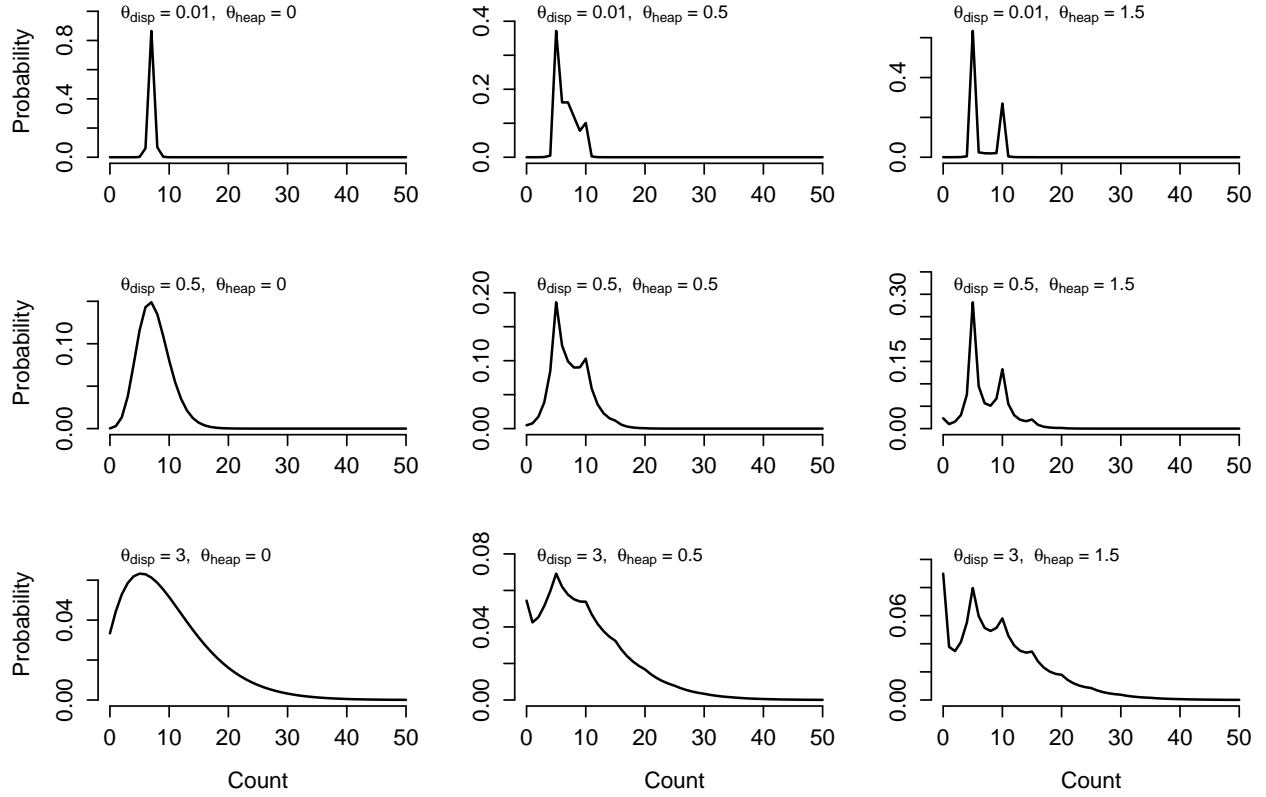 θdisp = 0.01, θheap = 0
Probability
0.0 0.4 0.8
0 10 20 30 40 50
θdisp = 0.01, θheap = 0.5
0.0 0.2 0.4
0 10 20 30 40 50
θdisp = 0.01, θheap = 1.5
0.0 0.4
0 10 20 30 40 50
θdisp = 0.5, θheap = 0
Probability
0.00 0.10
0 10 20 30 40 50
θdisp = 0.5, θheap = 0.5
0.00 0.10 0.20
0 10 20 30 40 50
θdisp = 0.5, θheap = 1.5
0.00 0.15 0.30
0 10 20 30 40 50
θdisp = 3, θheap = 0
Probability
0.00 0.04
0 10 20 30 40 50
Count
θdisp = 3, θheap = 0.5
0.00 0.04 0.08
0 10 20 30 40 50
Count
θdisp = 3, θheap = 1.5
0.00 0.06
0 10 20 30 40 50
Count